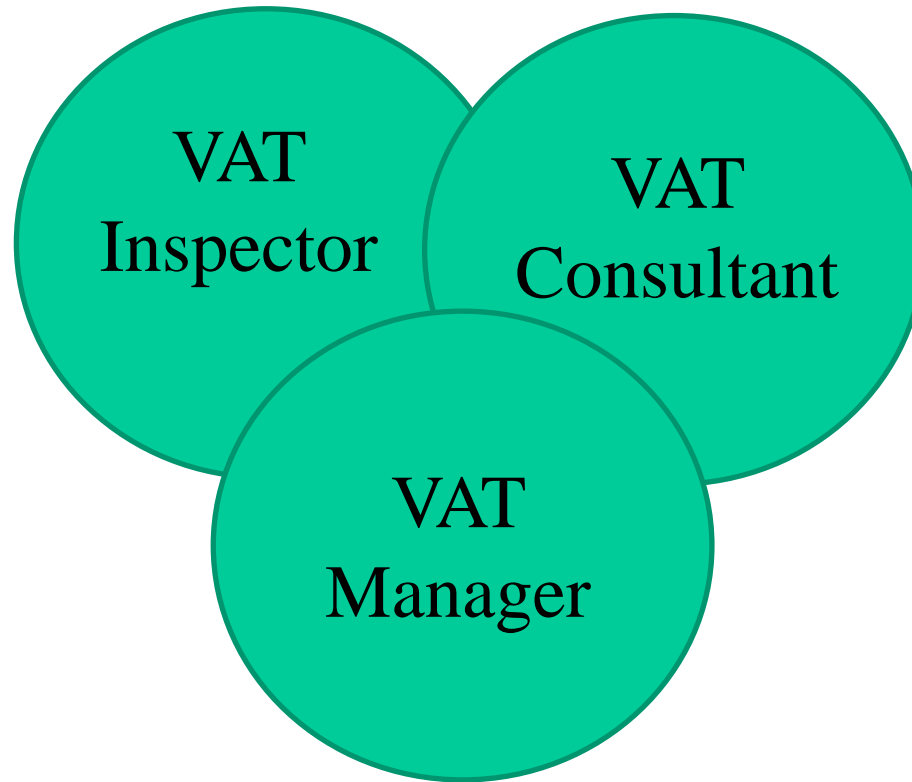 VAT
Inspector
VAT
Consultant
VAT
Manager